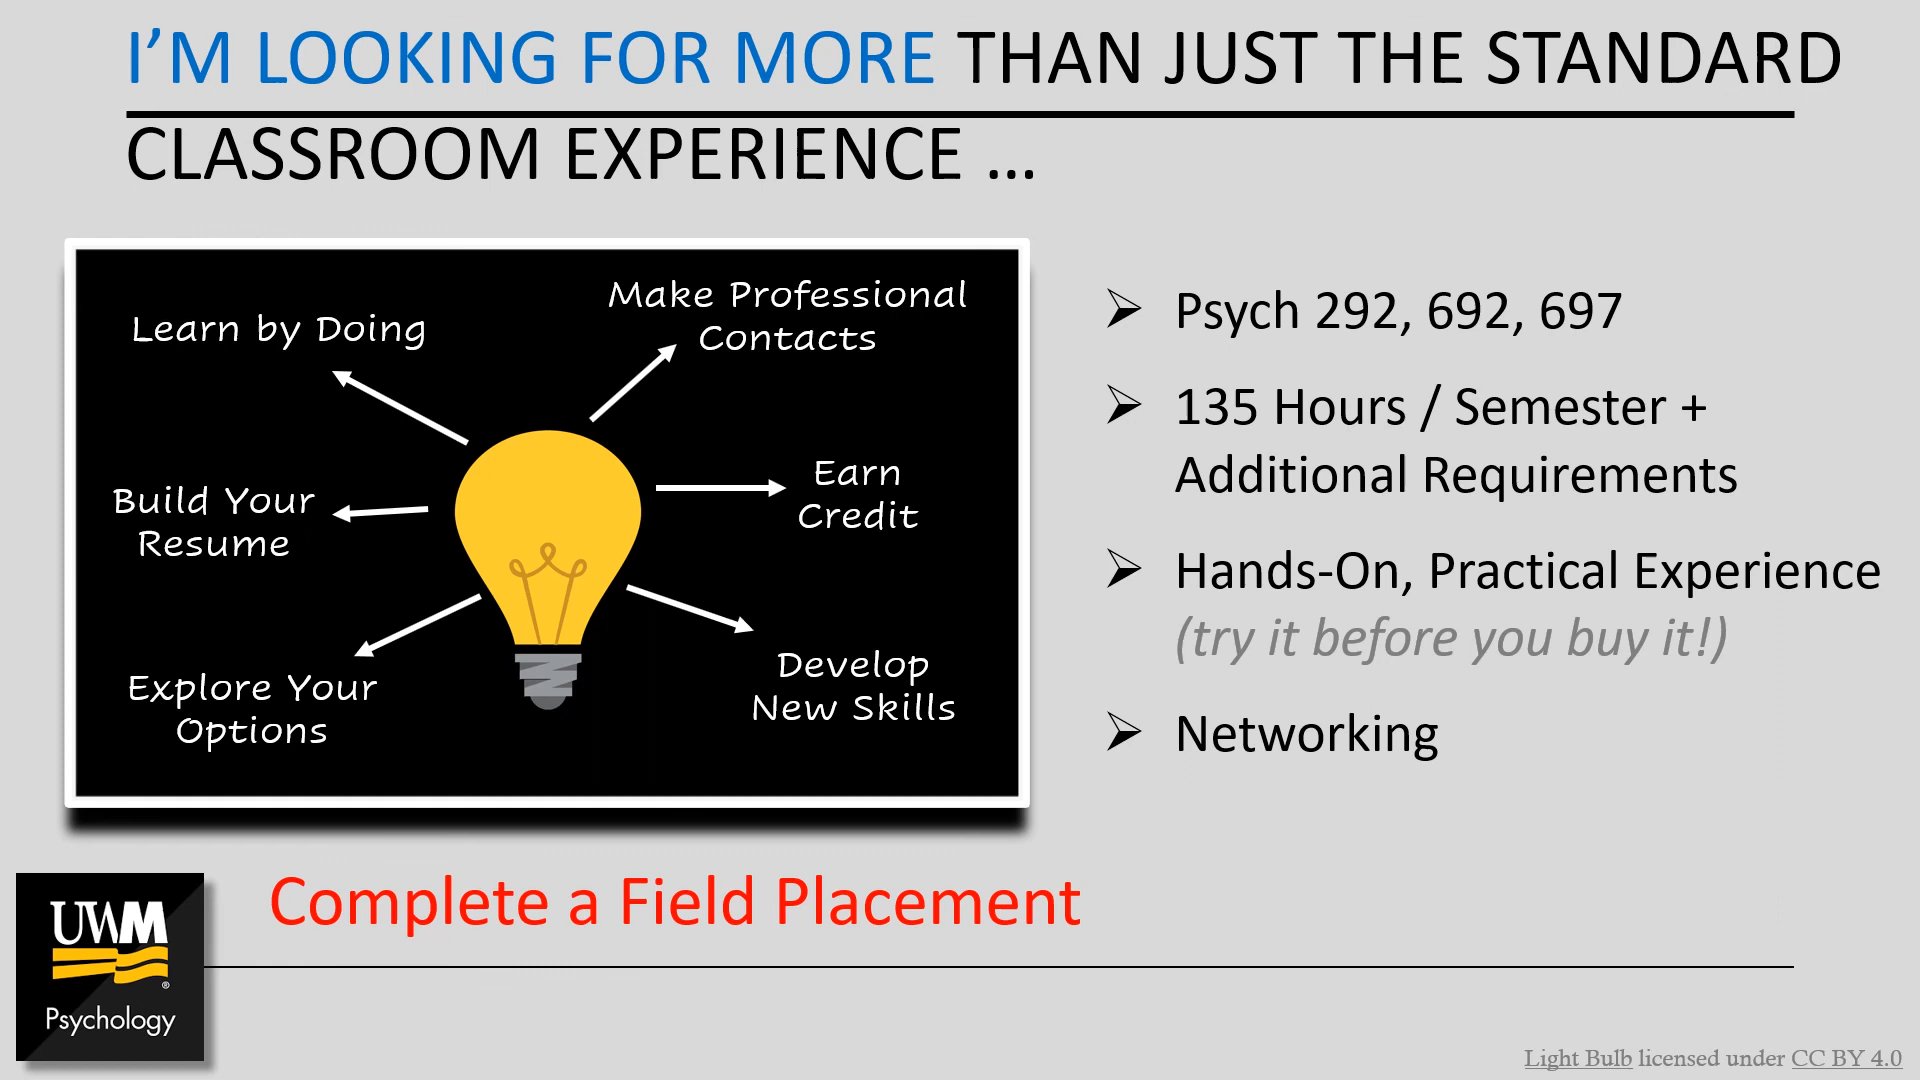 I’M LOOKING FOR MORE THAN JUST THE STANDARD
CLASSROOM EXPERIENCE ...
Learn by Doing
Make Professional
Contacts
Build Your
Resume
Earn
Credit
Explore Your
Options
Develop
New Skills
➢ Psych 292, 692, 697
➢ 135 Hours / Semester +
Additional Requirements
➢ Hands-On, Practical Experience
(try it before you buy it!)
➢ Networking
Complete a Field Placement
UWM
®
Psychology
Light Bulb licensed under CC BY 4.0